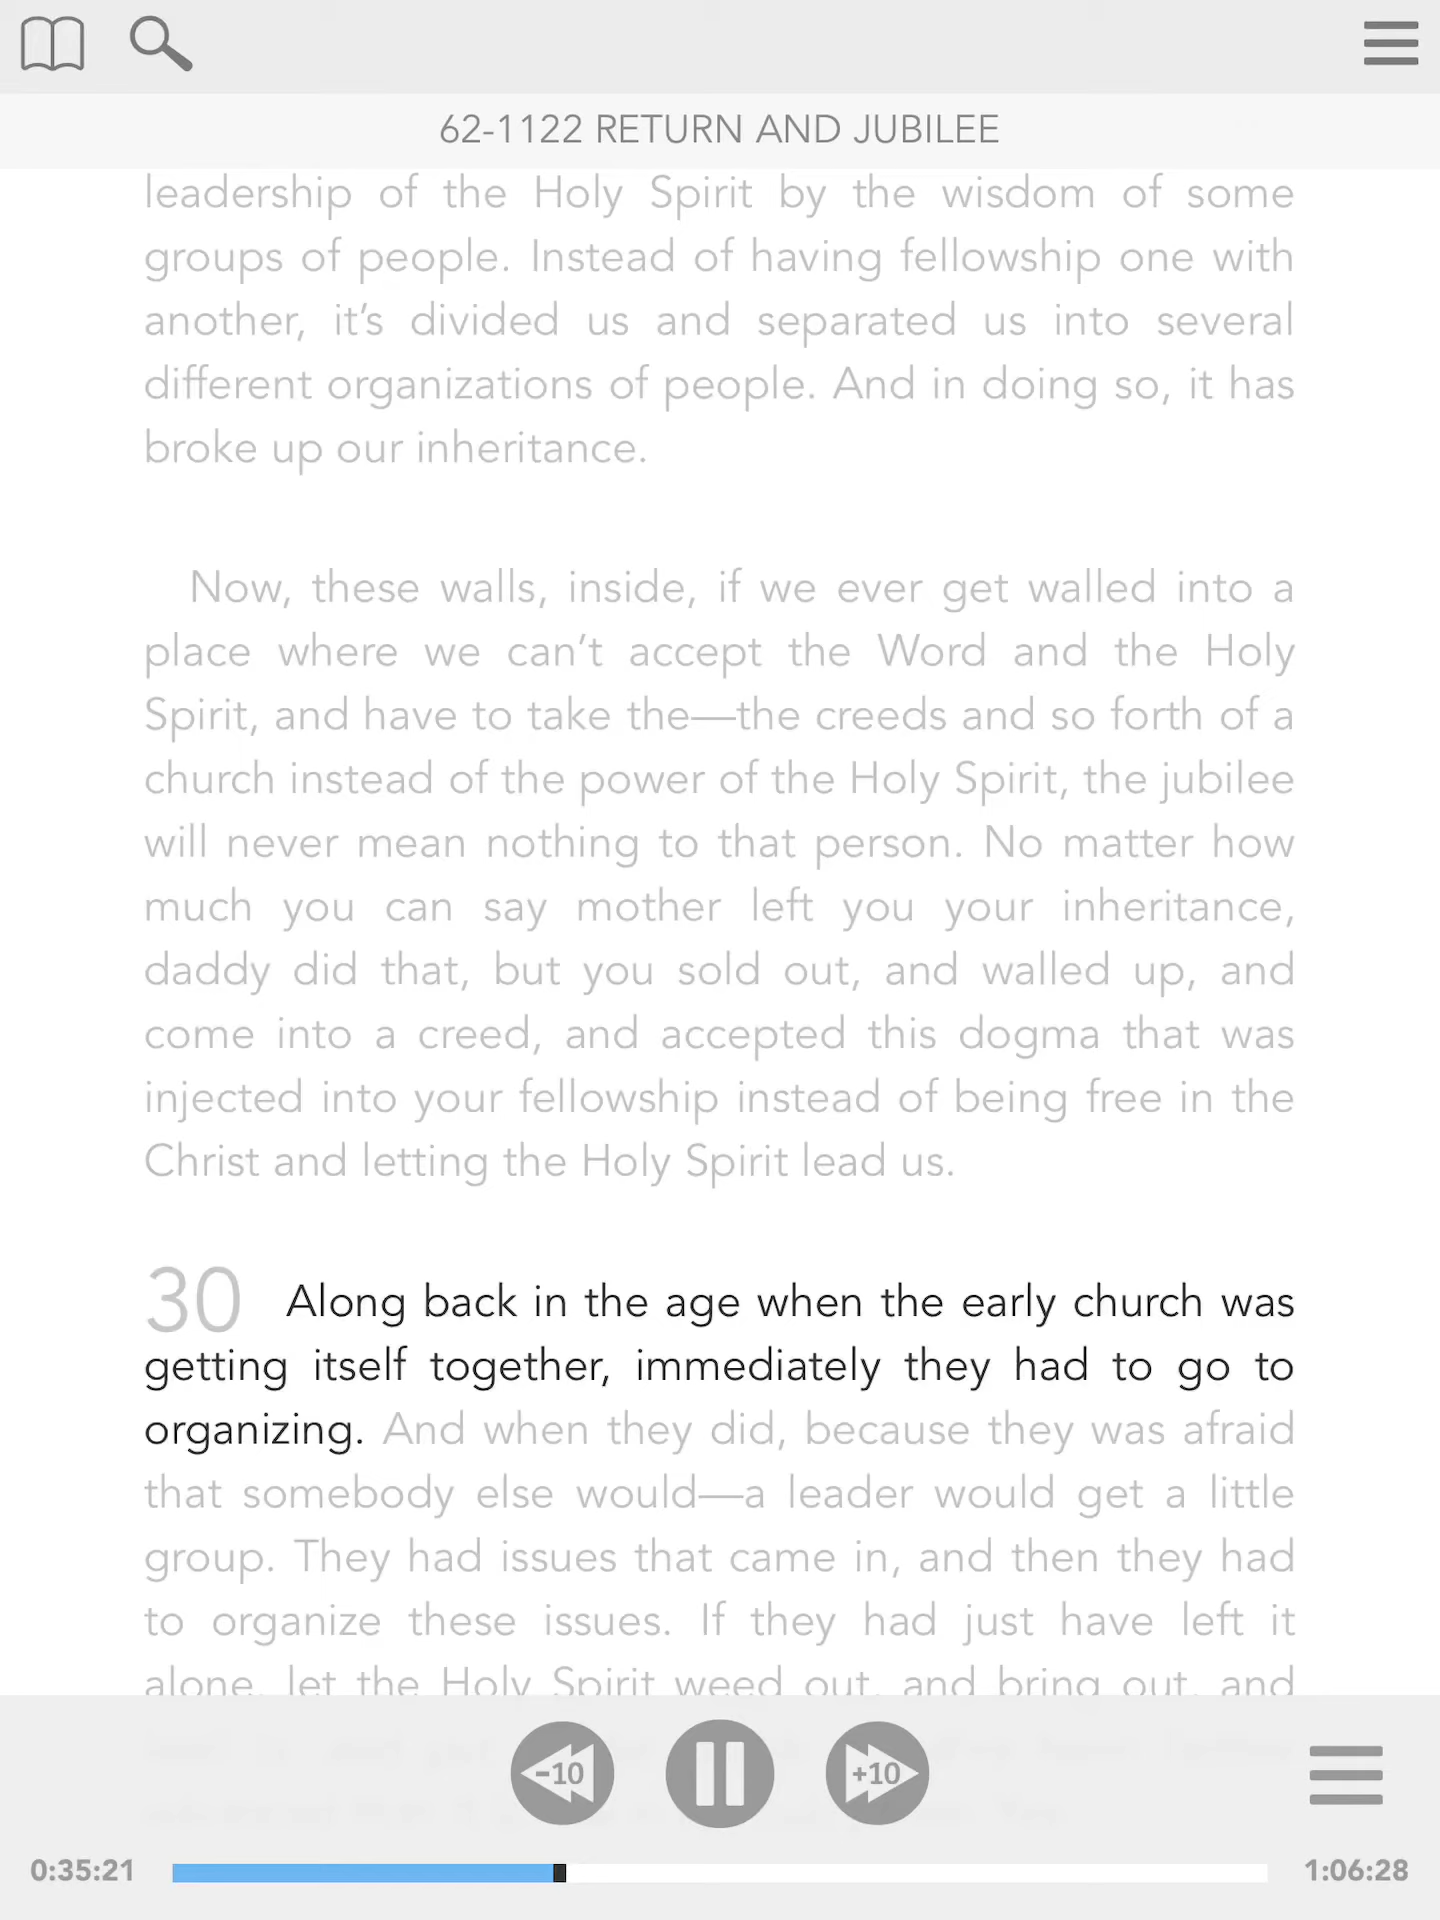 62-1122 RETURN AND JUBILEE
leadership of the Holy Spirit by the wisdom of some
groups of people. Instead of having fellowship one with
another, it’s divided us and separated us into several
different organizations of people. And in doing so, it has
broke up our inheritance.
Now, these walls, inside, if we ever get walled into a
place where we can’t accept the Word and the Holy
Spirit, and have to take the—the creeds and so forth of a
church instead of the power of the Holy Spirit, the jubilee
will never mean nothing to that person. No matter how
much you can say mother left you your inheritance,
daddy did that, but you sold out, and walled up, and
come into a creed, and accepted this dogma that was
injected into your fellowship instead of being free in the
Christ and letting the Holy Spirit lead us.
30 Along back in the age when the early church was
getting itself together, immediately they had to go to
organizing. And when they did, because they was afraid
that somebody else would—a leader would get a little
group. They had issues that came in, and then they had
to organize these issues. If they had just have left it
alone, let the Holy Spirit weed out, and bring out, and
-10 +10
0:35:21 1:06:28